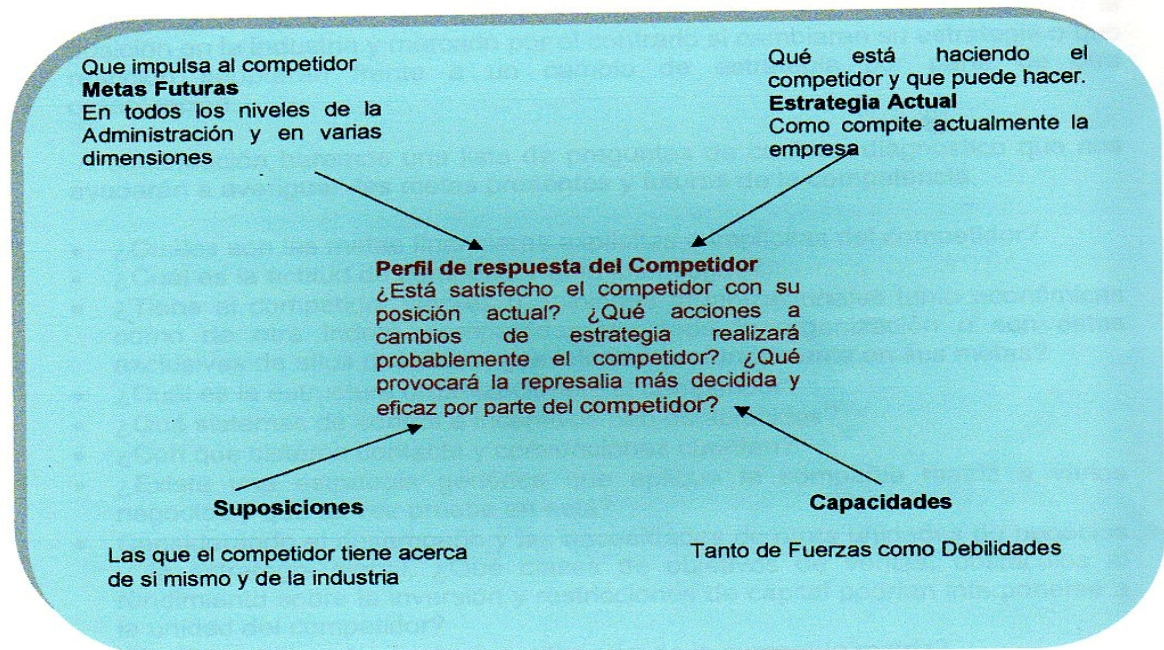 Que impulsa al competidor
Metas Futuras
En todos los niveles de la
Administración y en varias
dimensiones
Qué está haciendo el
competidor y que puede hacer.
Estrategia Actual
Como compite actualmente la
empresa
Perfil de respuesta del Competidor
¿Está satisfecho el competidor con su
posición actual? ¿Qué acciones a
cambios de estrategia realizará
probablemente el competidor? ¿Qué
provocará la represalia más decidida y
eficaz por parte del competidor?
Suposiciones
Las que el competidor tiene acerca
de si mismo y de la industria
Capacidades
Tanto de Fuerzas como Debilidades